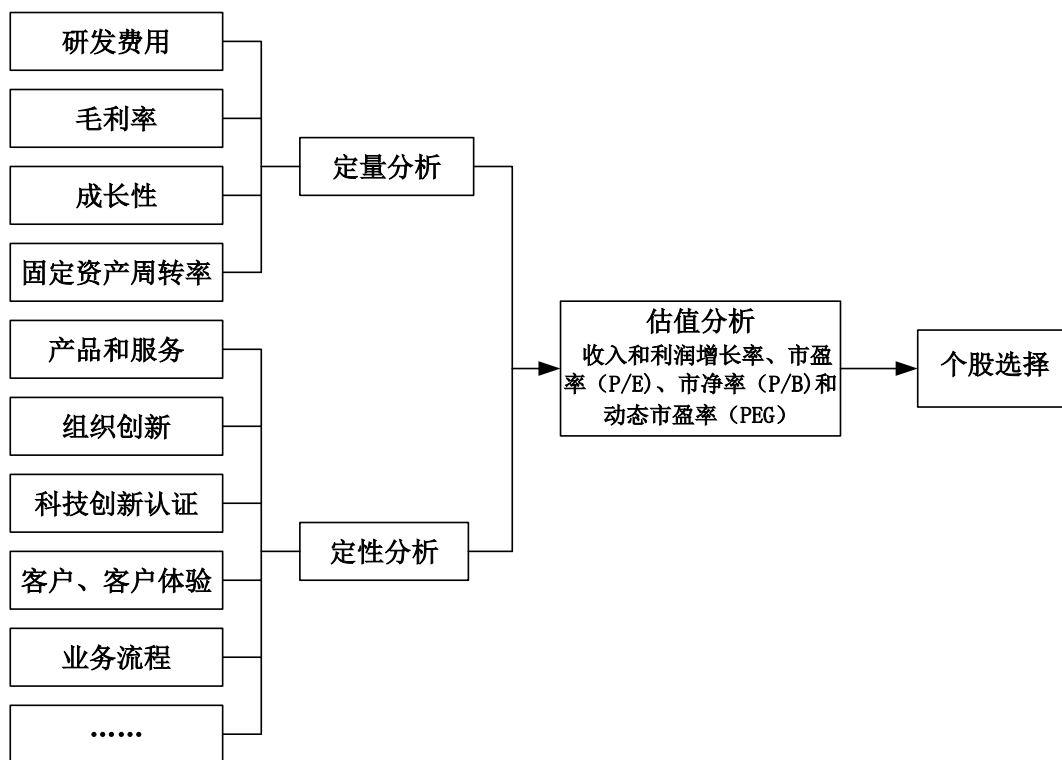 研发费用
毛利率
成长性
固定资产周转率
定量分析
产品和服务
组织创新
科技创新认证
客户、客户体验
业务流程
……
定性分析
估值分析
收入和利润增长率、市盈
率（P/E)、市净率（P/B)和
动态市盈率（PEG）
个股选择